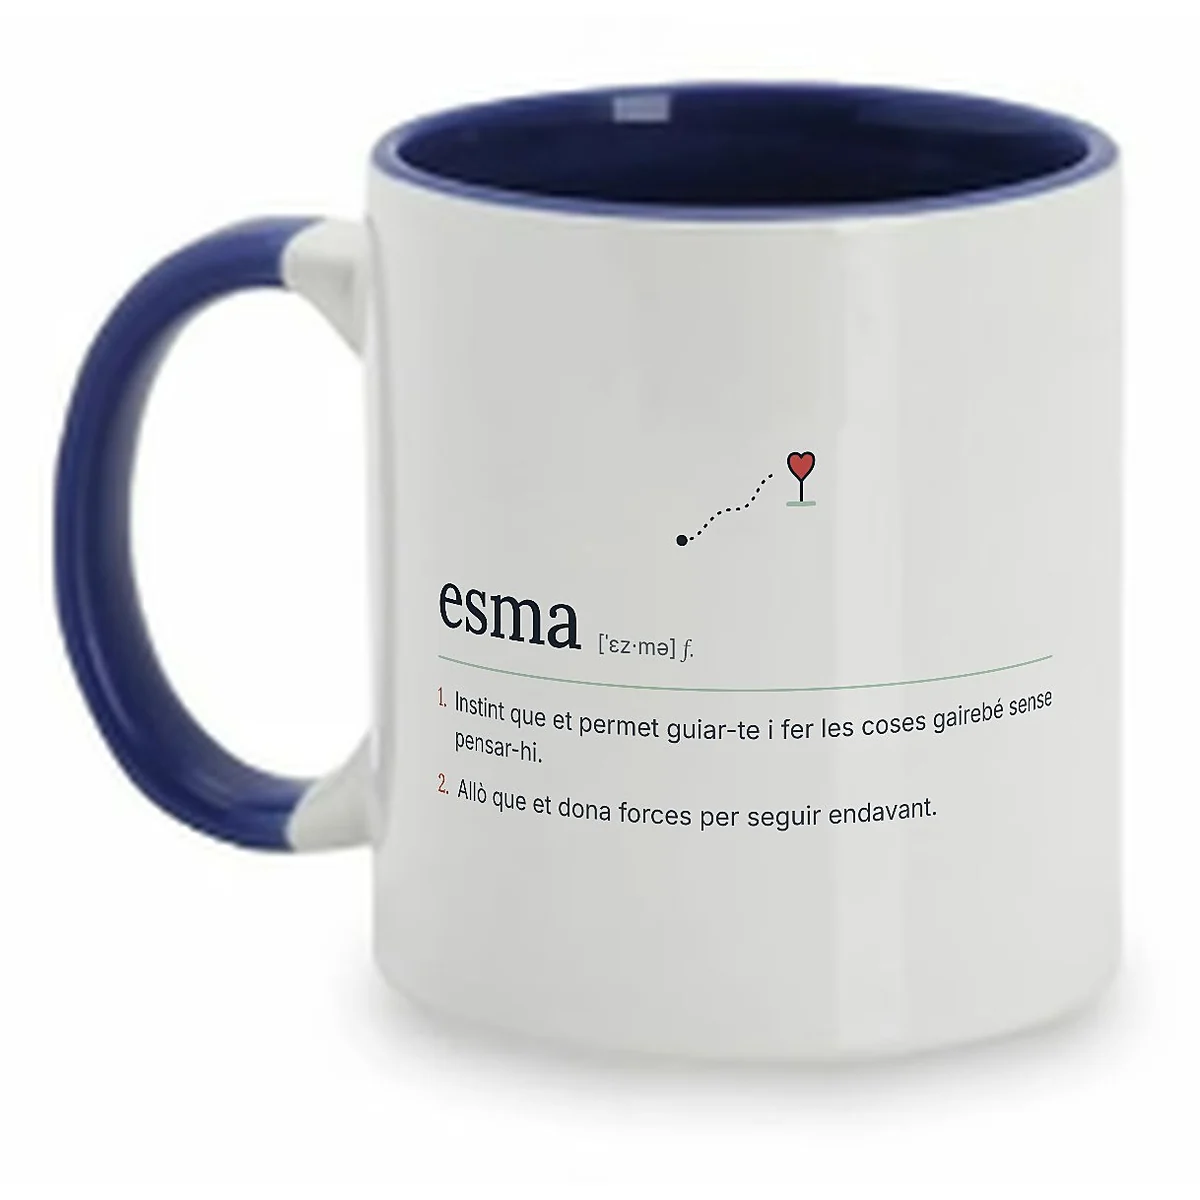 esma ['ɛz·mə] f.
1. Instint que et permet guiar-te i fer les coses gairebé sense
pensar-hi.
2. Allò que et dona forces per seguir endavant.